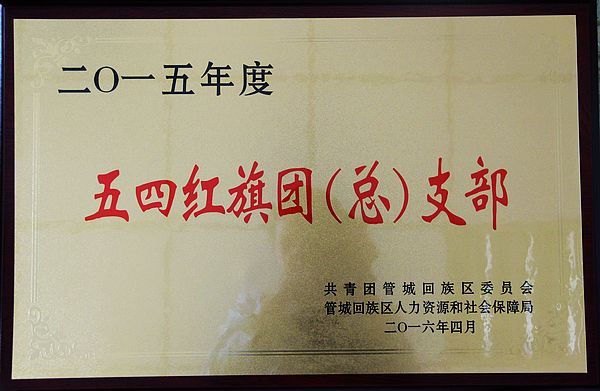 二〇一五年度
五四红旗团（总）支部
共青团管城回族区委员会
管城回族区人力资源和社会保障局
二〇一六年四月